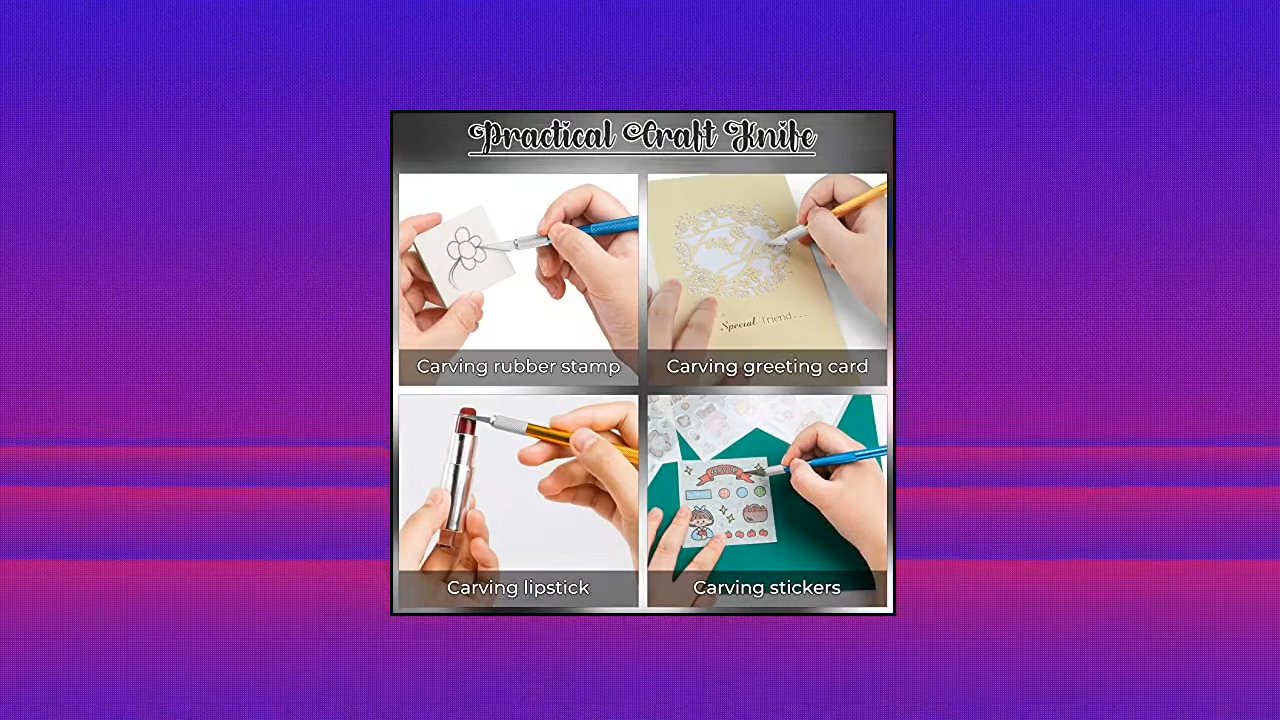 Practical Craft Knife
Special friend...
Carving rubber stamp
Carving greeting card
Carving lipstick
Carving stickers